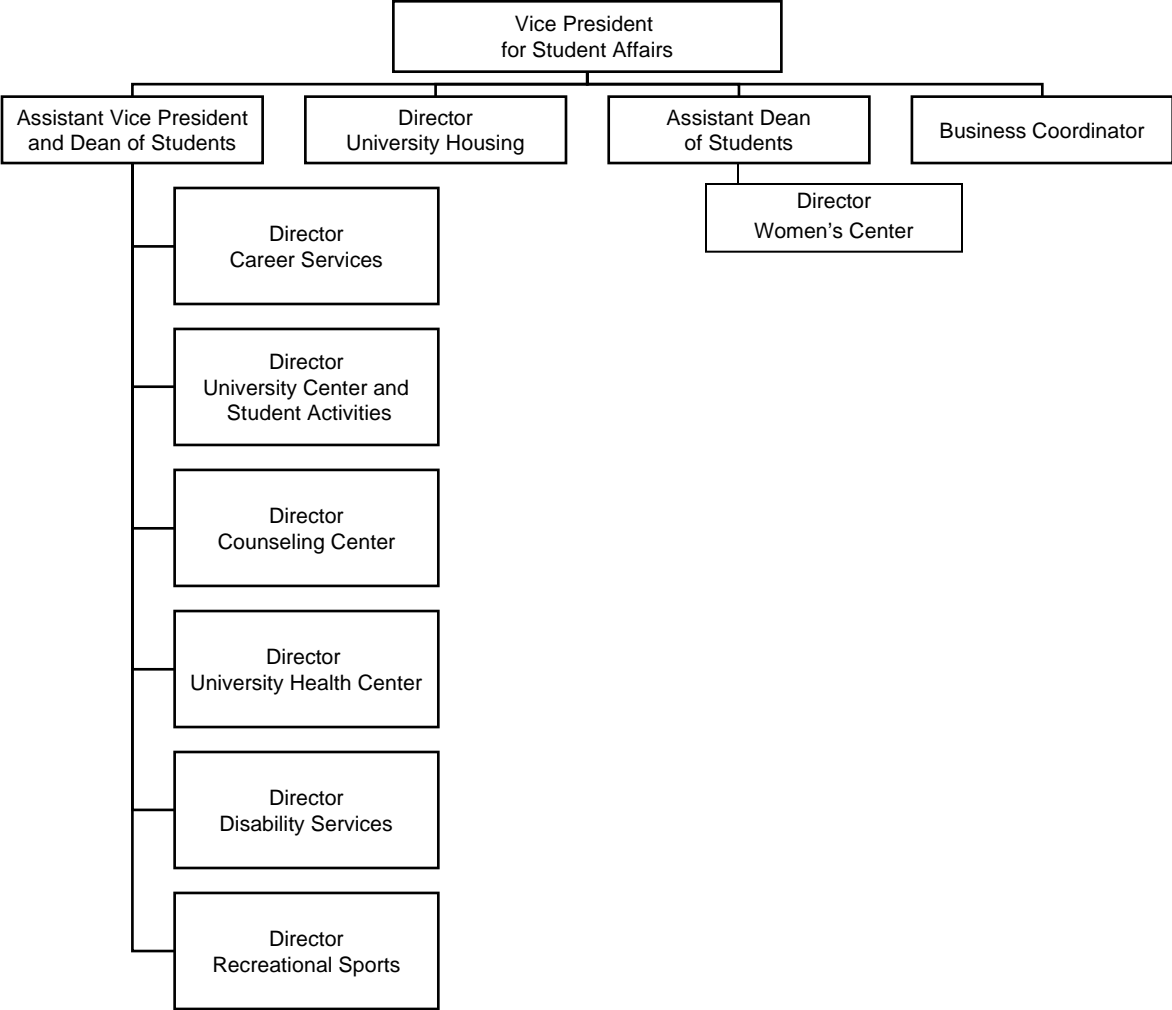 Vice President
for Student Affairs
Assistant Vice President
and Dean of Students
Director
University Housing
Assistant Dean
of Students
Business Coordinator
Director
Women’s Center
Director
Career Services
Director
University Center and
Student Activities
Director
Counseling Center
Director
University Health Center
Director
Disability Services
Director
Recreational Sports